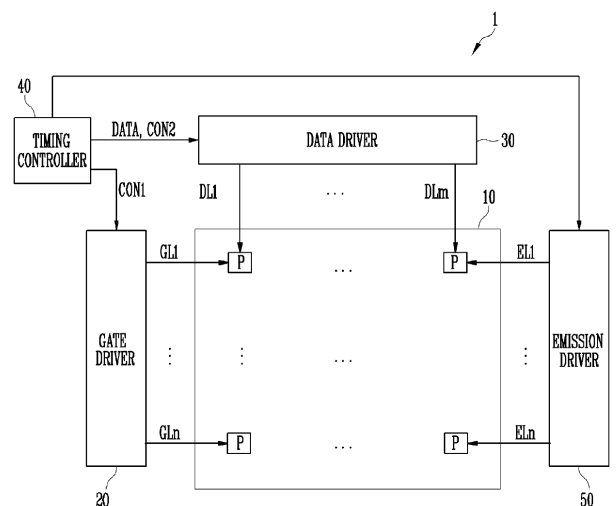 1
40
TIMING
CONTROLLER
DATA, CON2
DATA DRIVER
30
CON1
DL1
...
DLm
10
GL1
P
...
P
EL1
GATE
DRIVER
...
EMISSION
DRIVER
GLn
P
...
P
ELn
20
50